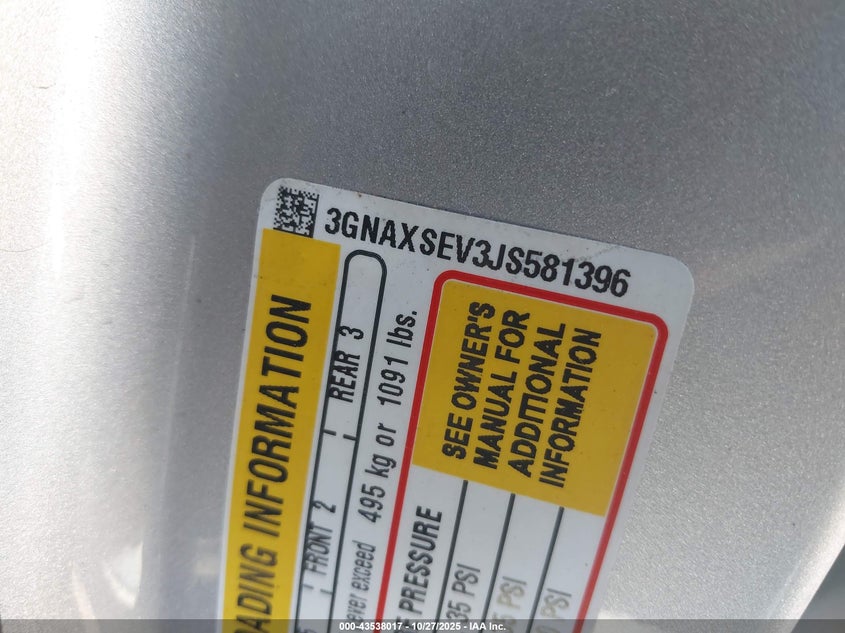 3GNAXSEV3JS581396
LOADING INFORMATION
FRONT 2 REAR 3
495 kg or 1091 lbs.
exceed
PRESSURE
35 PSI
PSI
PSI
SEE OWNER'S
MANUAL FOR
ADDITIONAL
INFORMATION
000-43538017 - 10/27/2025 - IAA Inc.